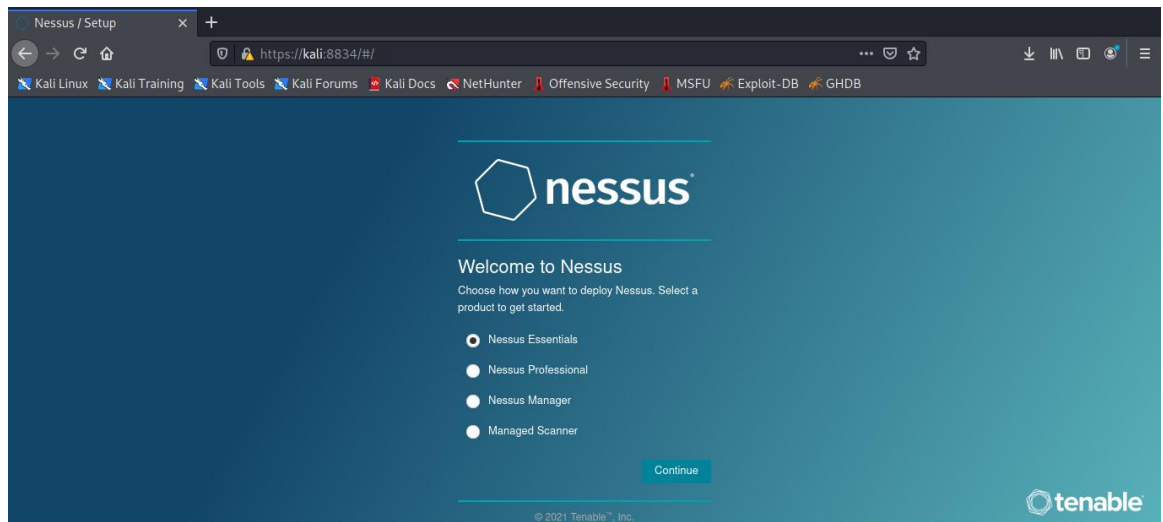 Nessus / Setup
https://kali:8834/#/
Kali Linux Kali Training Kali Tools Kali Forums Kali Docs NetHunter Offensive Security MSFU Exploit-DB GHDB
nessus
Welcome to Nessus
Choose how you want to deploy Nessus. Select a
product to get started.
Nessus Essentials
Nessus Professional
Nessus Manager
Managed Scanner
Continue
© 2021 Tenable™, Inc.
tenable